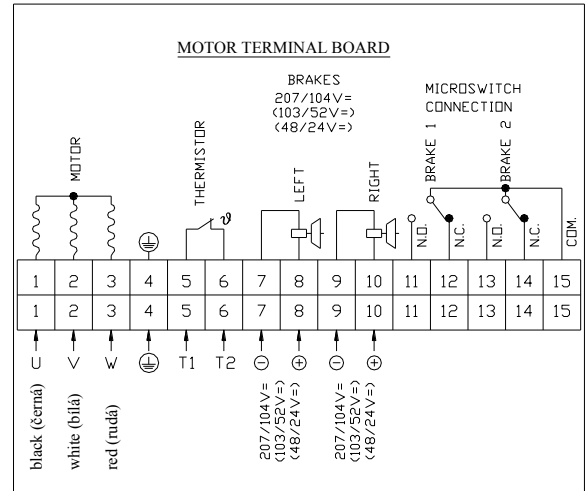 MOTOR TERMINAL BOARD
BRAKES
207/104V=
(103/52V=)
(48/24V=)
MICROSWITCH
CONNECTION
MOTOR
THERMISTOR
ϑ
LEFT
RIGHT
BRAKE 1
BRAKE 2
N.O.
N.C.
N.O.
N.C.
COM.
1 2 3 4 5 6 7 8 9 10 11 12 13 14 15
1 2 3 4 5 6 7 8 9 10 11 12 13 14 15
U V W T1 T2 - + - +
black (černá)
white (bílá)
red (rudá)
207/104V=
(103/52V=)
(48/24V=)
207/104V=
(103/52V=)
(48/24V=)